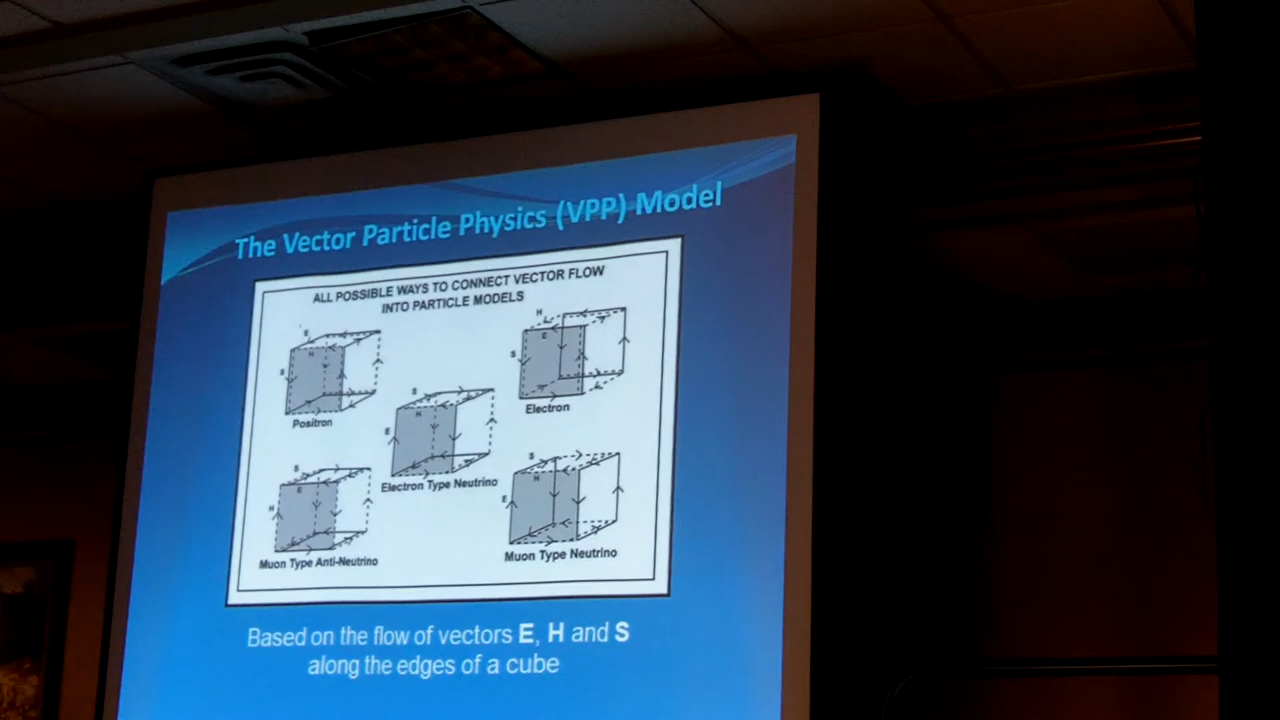 The Vector Particle Physics (VPP) Model
ALL POSSIBLE WAYS TO CONNECT VECTOR FLOW
INTO PARTICLE MODELS
E
H
S
Positron
H
E
S
Electron
S
H
E
Electron Type Neutrino
S
E
H
Muon Type Anti-Neutrino
S
H
E
Muon Type Neutrino
Based on the flow of vectors E, H and S
along the edges of a cube